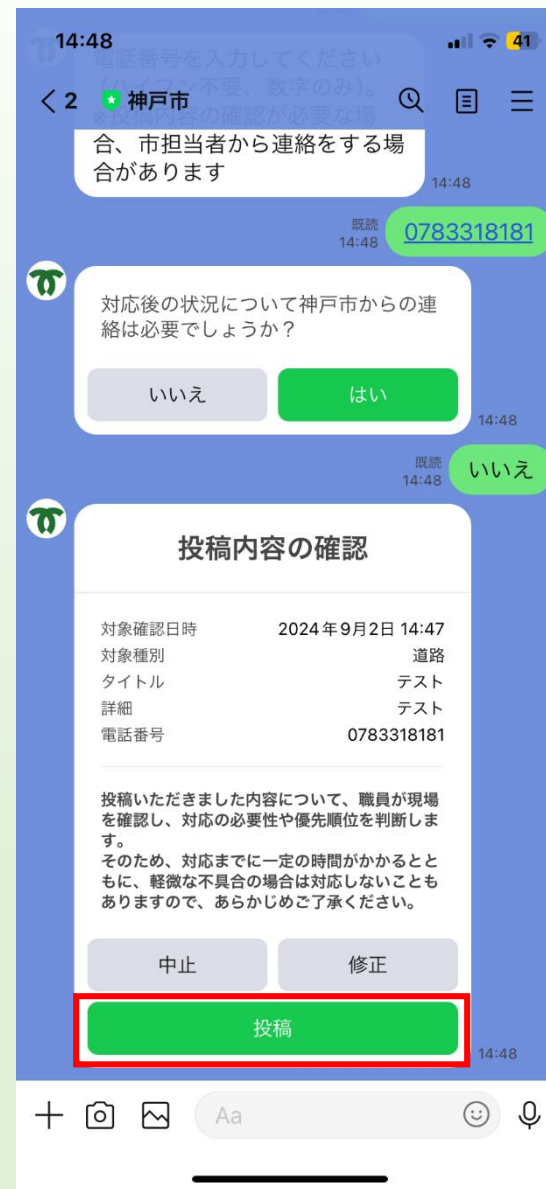 14:48
41
電話番号を入力してください
2 神戸市
(ハイフン不要、数字のみ)。
※投稿内容の確認が必要な場
合、市担当者から連絡をする場
合があります
14:48
既読
14:48
0783318181
対応後の状況について神戸市からの連
絡は必要でしょうか?
いいえ はい
14:48
既読
14:48
いいえ
投稿内容の確認
対象確認日時 2024年9月2日 14:47
対象種別 道路
タイトル テスト
詳細 テスト
電話番号 0783318181
投稿いただきました内容について、職員が現場
を確認し、対応の必要性や優先順位を判断しま
す。
そのため、対応までに一定の時間がかかるとと
もに、軽微な不具合の場合は対応しないことも
ありますので、あらかじめご了承ください。
中止 修正
投稿
14:48
Aa